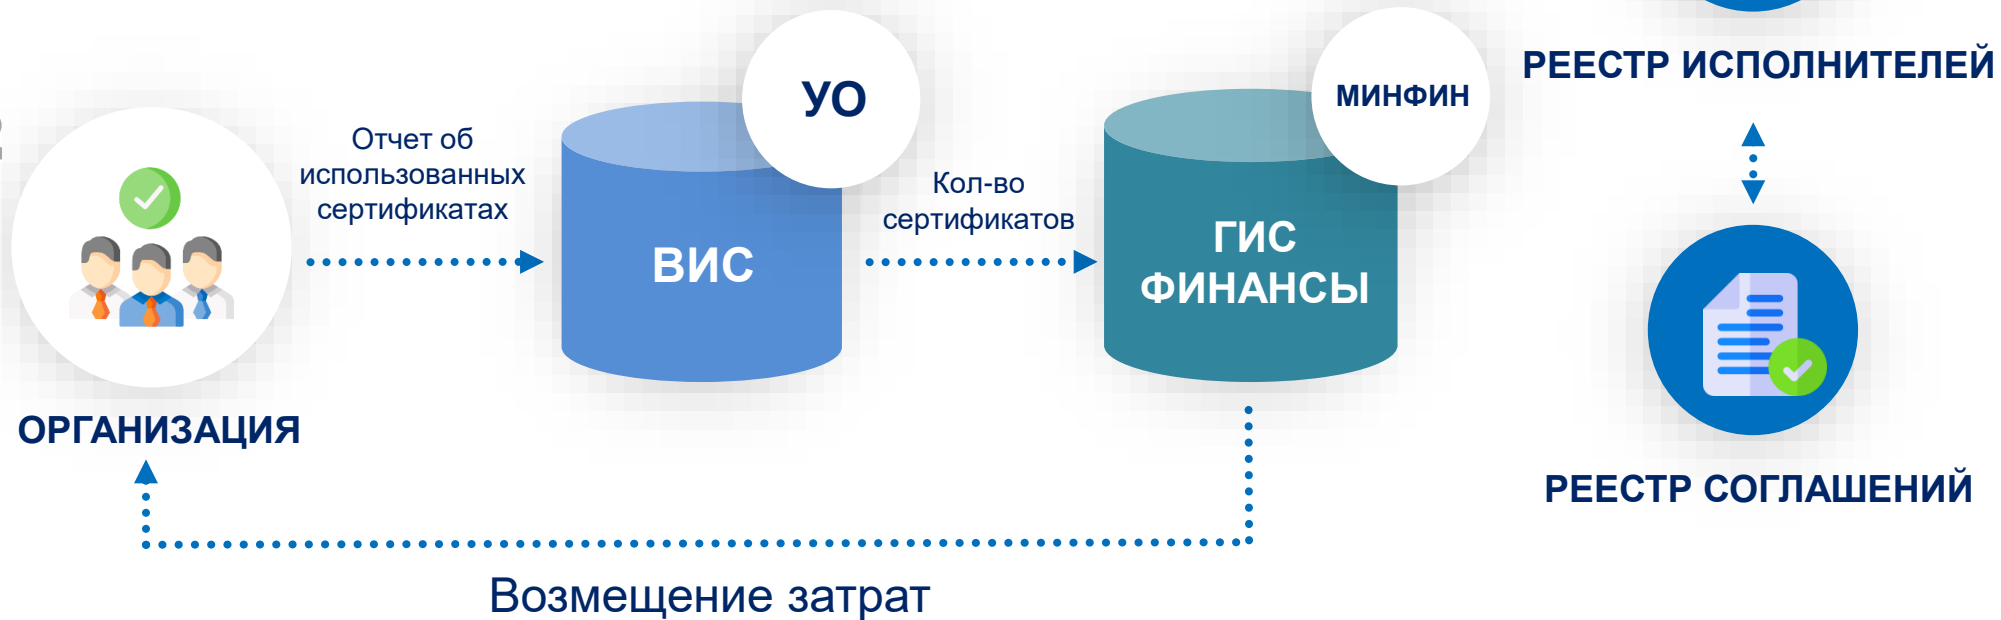 УО
МИНФИН
РЕЕСТР ИСПОЛНИТЕЛЕЙ
Отчет об
использованных
сертификатах
Кол-во
сертификатов
ВИС
ГИС
ФИНАНСЫ
ОРГАНИЗАЦИЯ
РЕЕСТР СОГЛАШЕНИЙ
Возмещение затрат